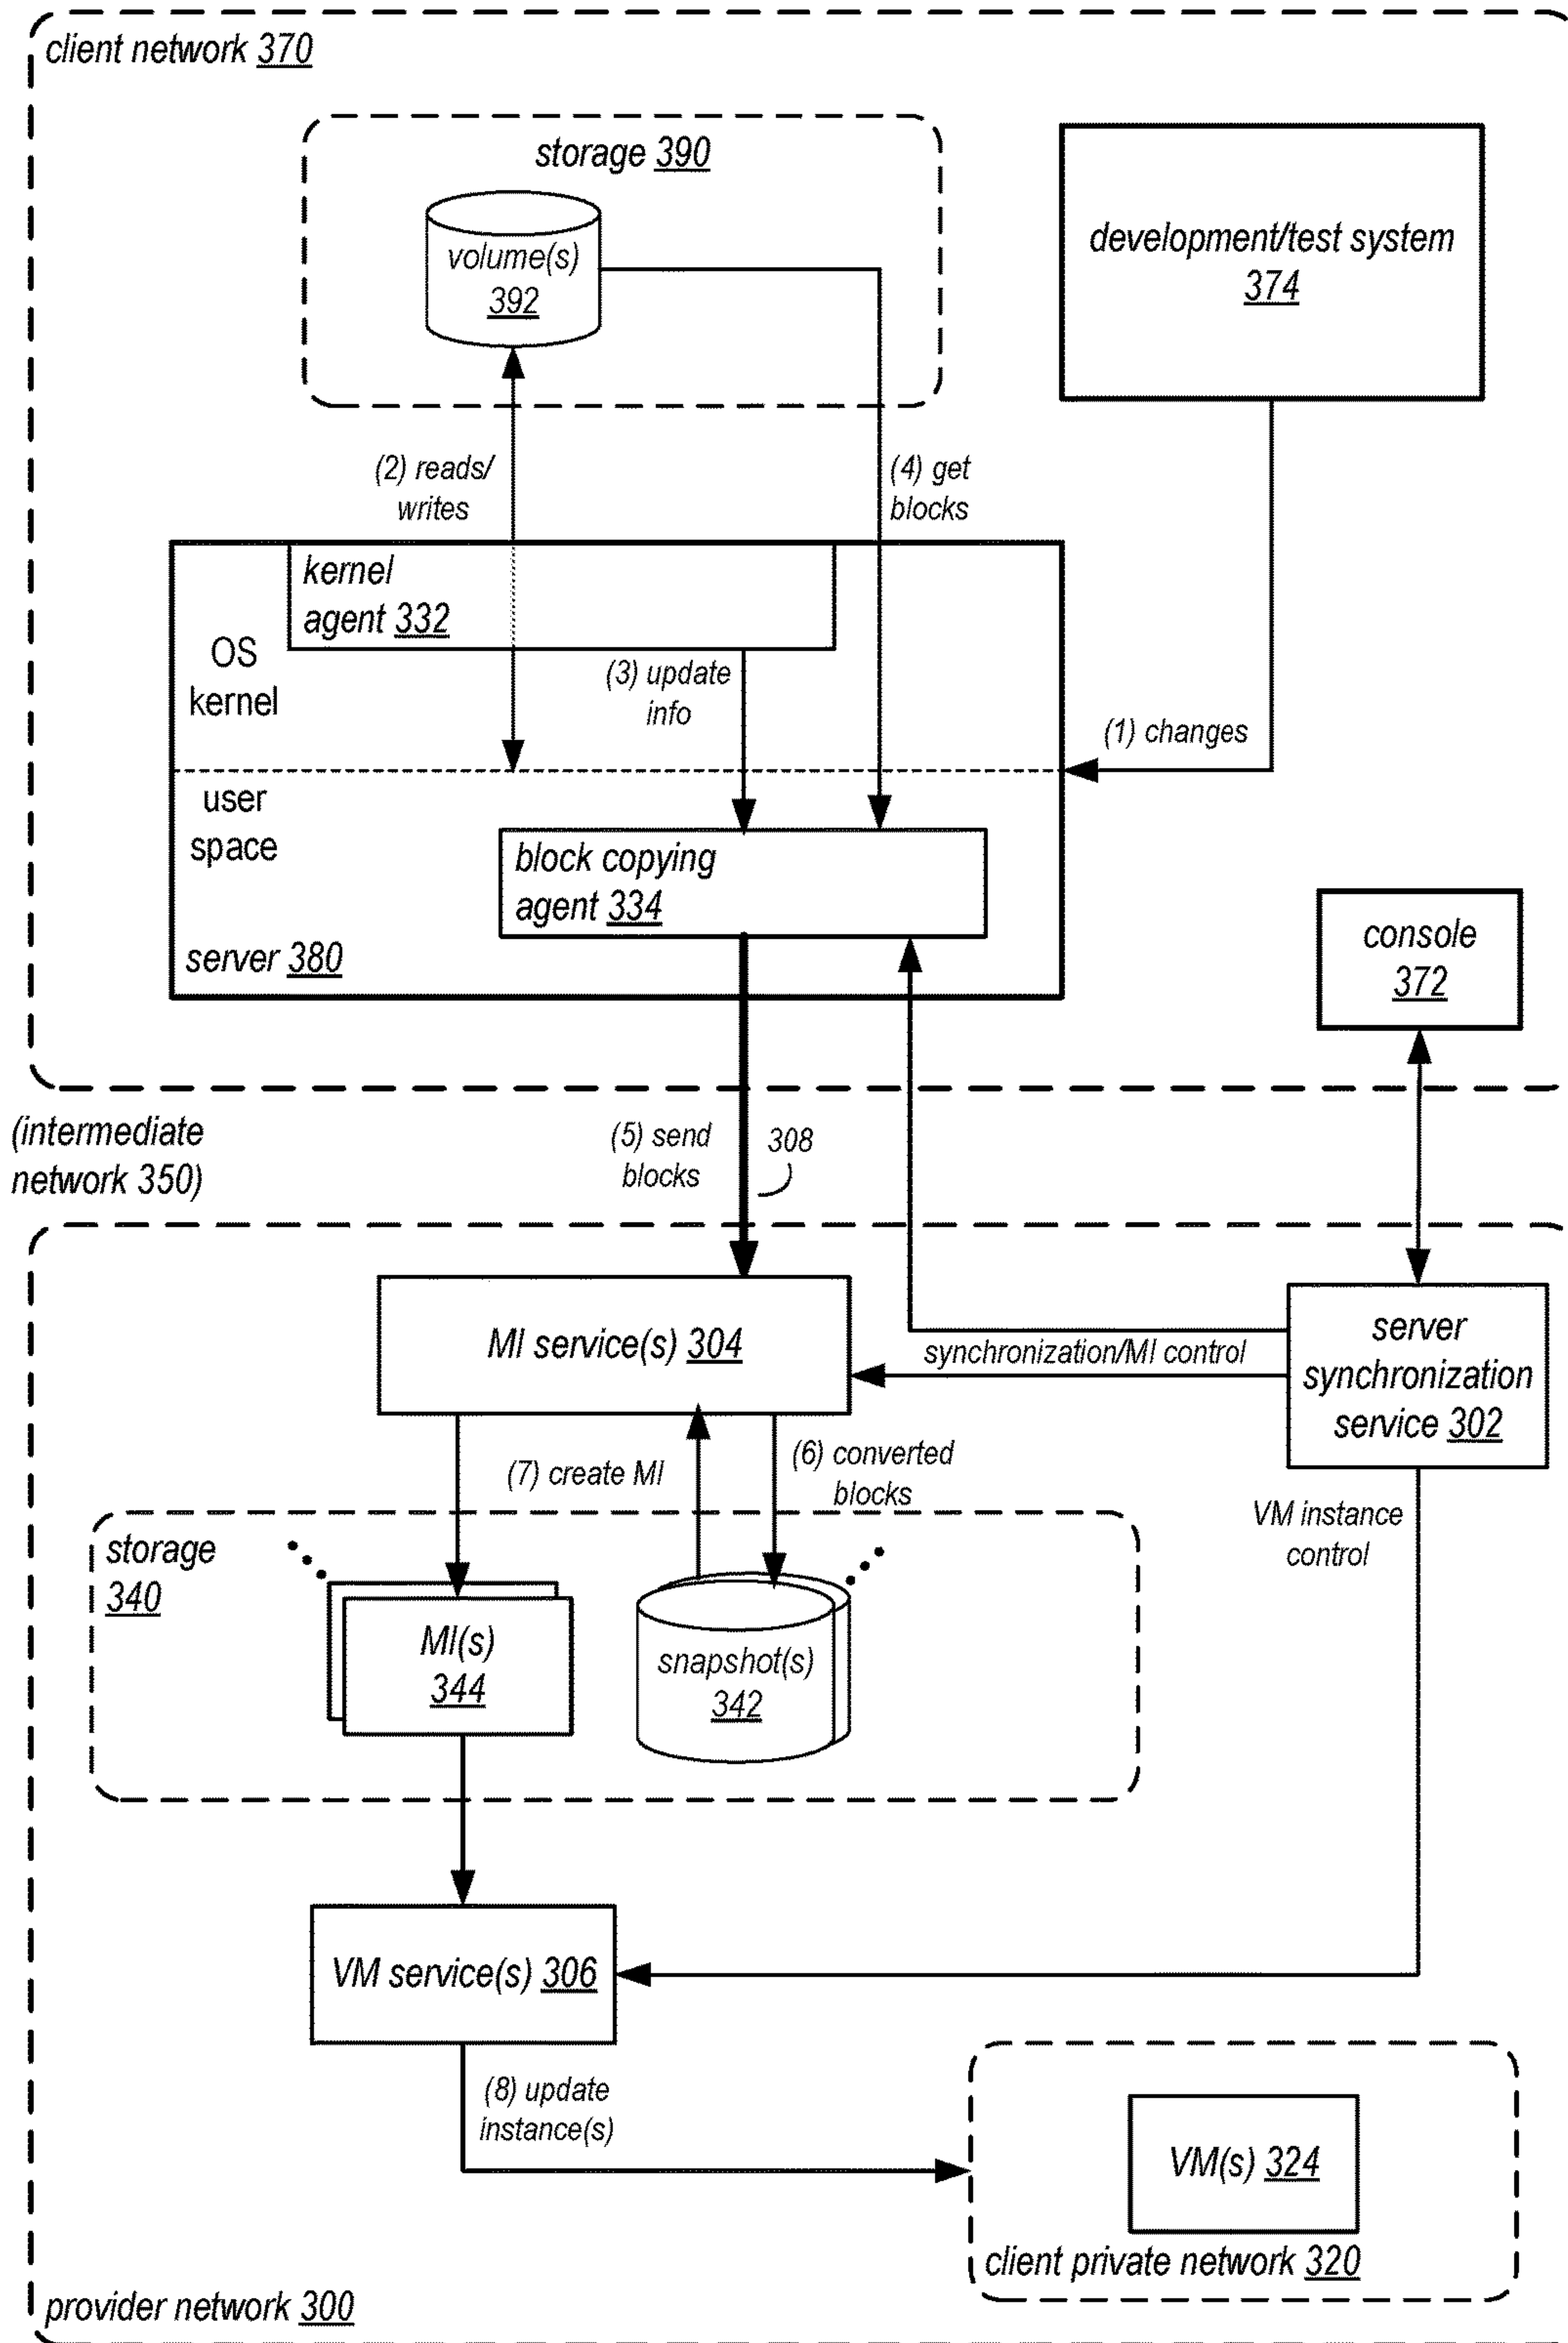 client network 370
storage 390
volume(s)
392
development/test system
374
(2) reads/
writes
(4) get
blocks
kernel
agent 332
OS
kernel
(3) update
info
(1) changes
user
space
block copying
agent 334
server 380
console
372
(intermediate
network 350)
(5) send
blocks
308
MI service(s) 304
synchronization/MI control
server
synchronization
service 302
(7) create MI
(6) converted
blocks
VM instance
control
storage
340
MI(s)
344
snapshot(s)
342
VM service(s) 306
(8) update
instance(s)
VM(s) 324
client private network 320
provider network 300